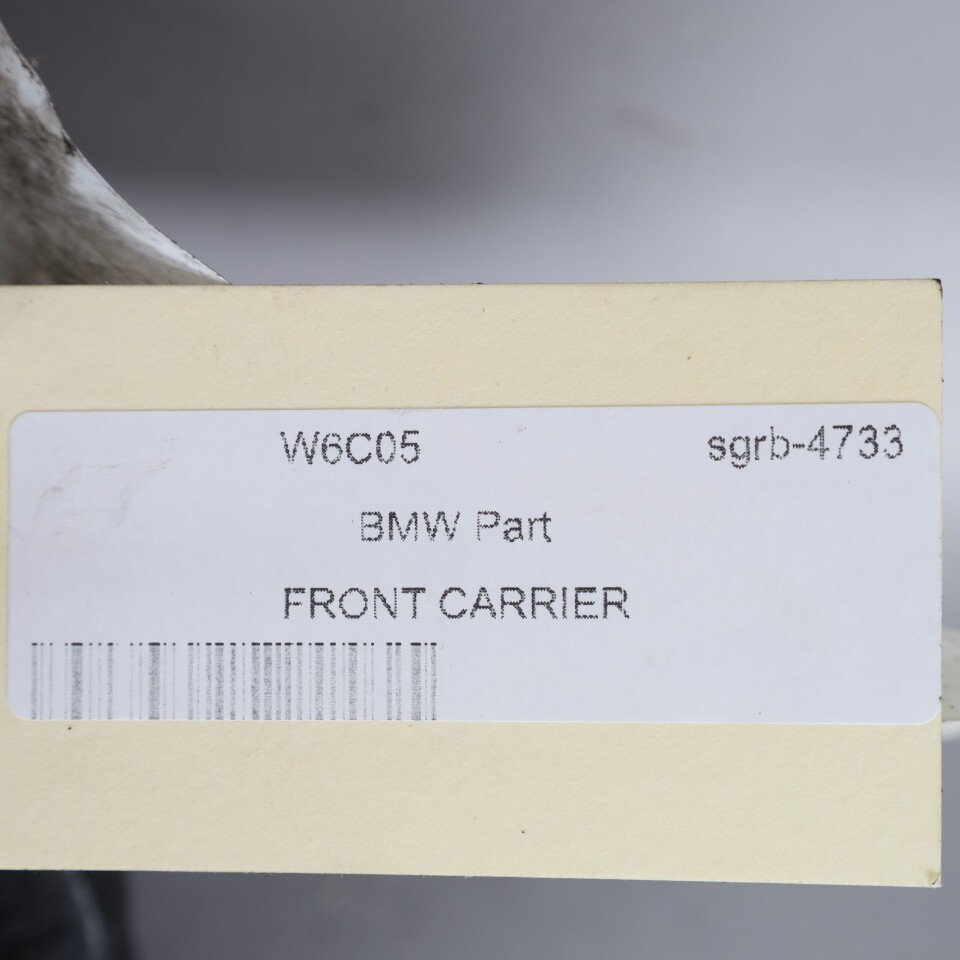 W6C05 sgrb-4733
BMW Part
FRONT CARRIER